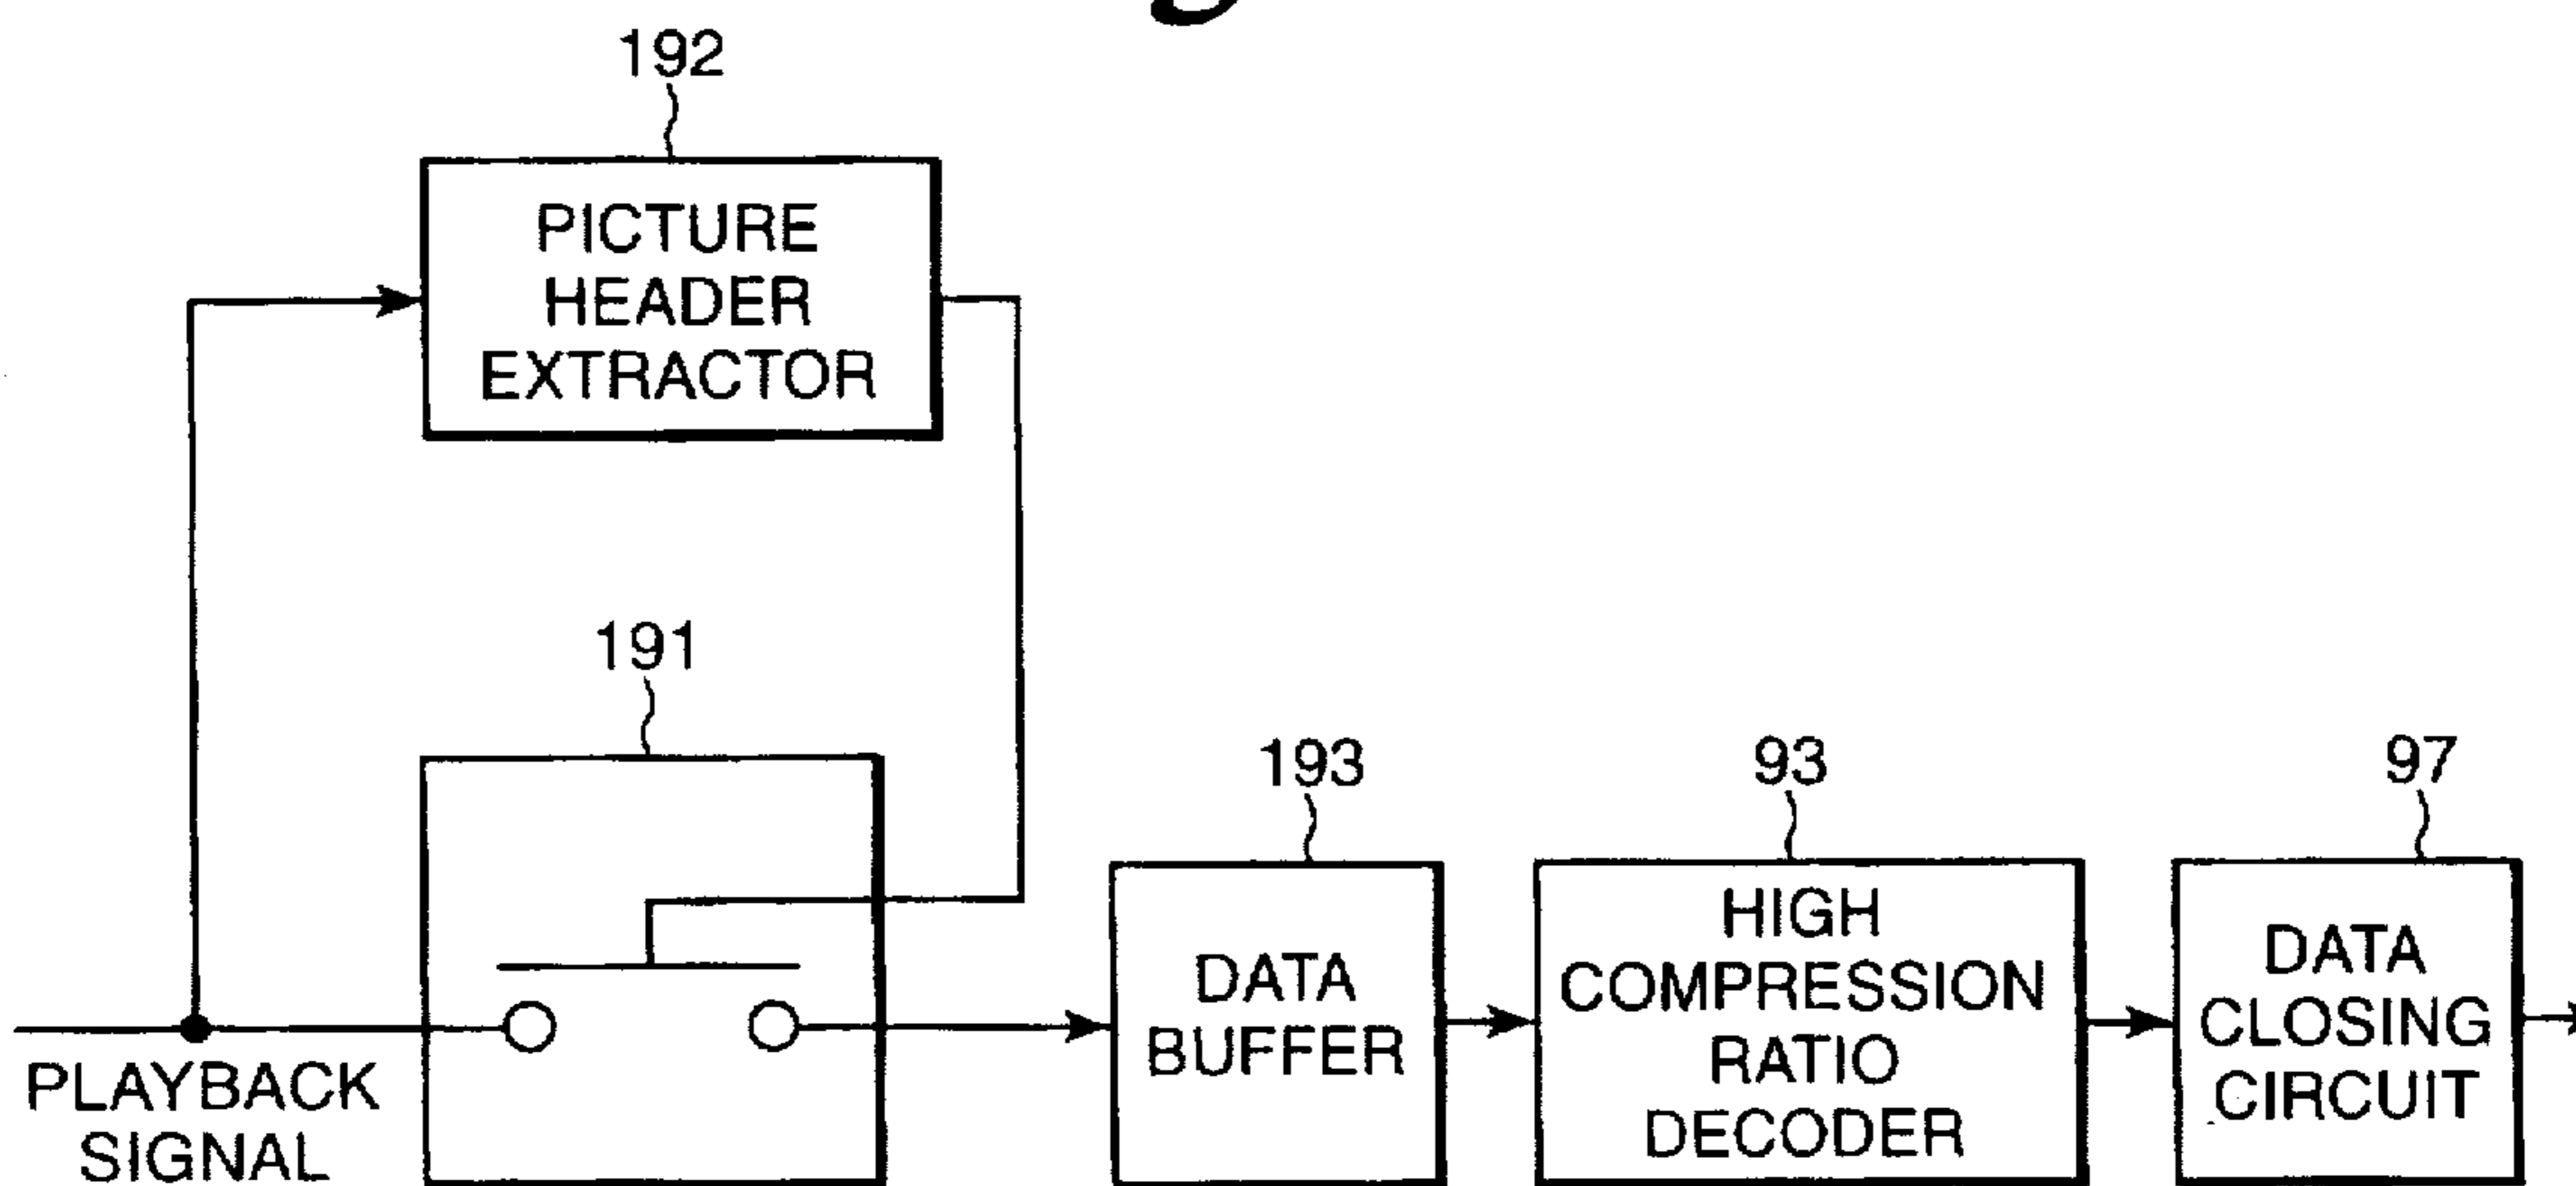 192
PICTURE
HEADER
EXTRACTOR
191
193
93
97
PLAYBACK
SIGNAL
DATA
BUFFER
HIGH
COMPRESSION
RATIO
DECODER
DATA
CLOSING
CIRCUIT